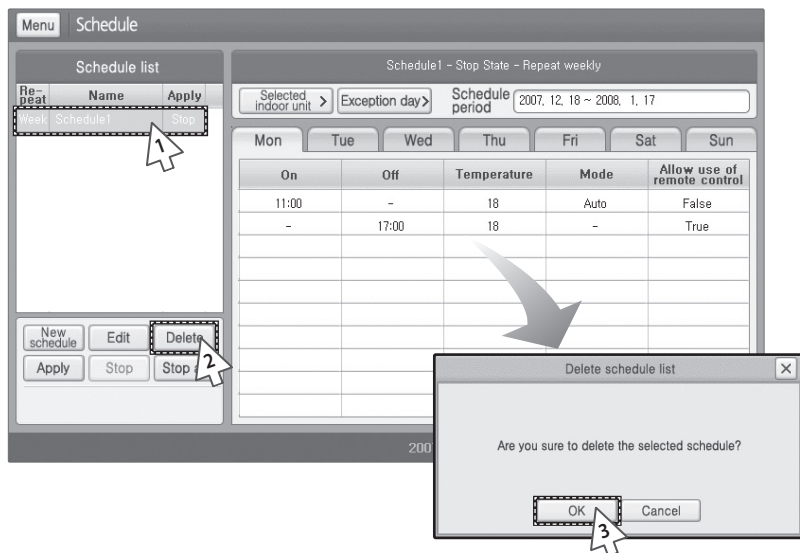 Menu Schedule
Schedule list
Re-
peat Name Apply
Week Schedule1 Stop
1
New
schedule Edit Delete
2
Apply Stop Stop
Schedule1 - Stop State - Repeat weekly
Selected
indoor unit > Exception day> Schedule
period 2007. 12. 18 ~ 2008. 1. 17
Mon Tue Wed Thu Fri Sat Sun
On Off Temperature Mode Allow use of
remote control
11:00 - 18 Auto False
- 17:00 18 - True
200
Delete schedule list X
Are you sure to delete the selected schedule?
OK Cancel
3